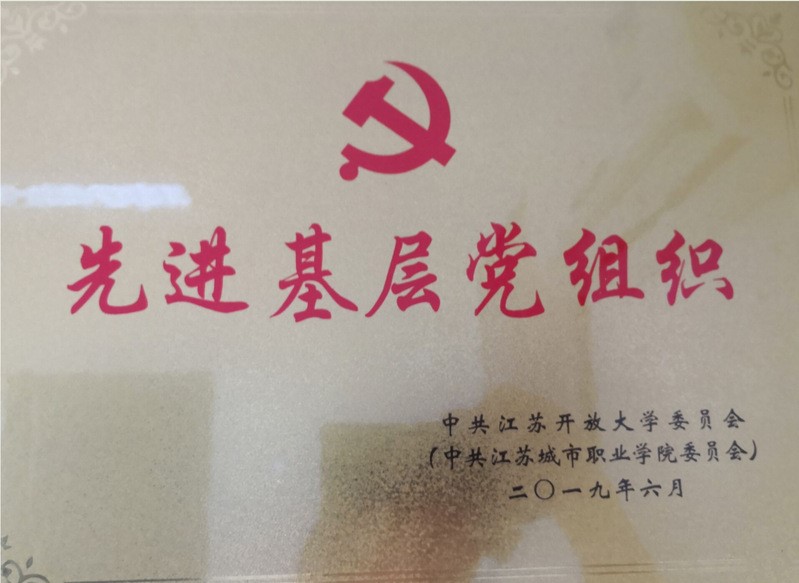 先进基层党组织
中共江苏开放大学委员会
(中共江苏城市职业学院委员会)
二〇一九年六月